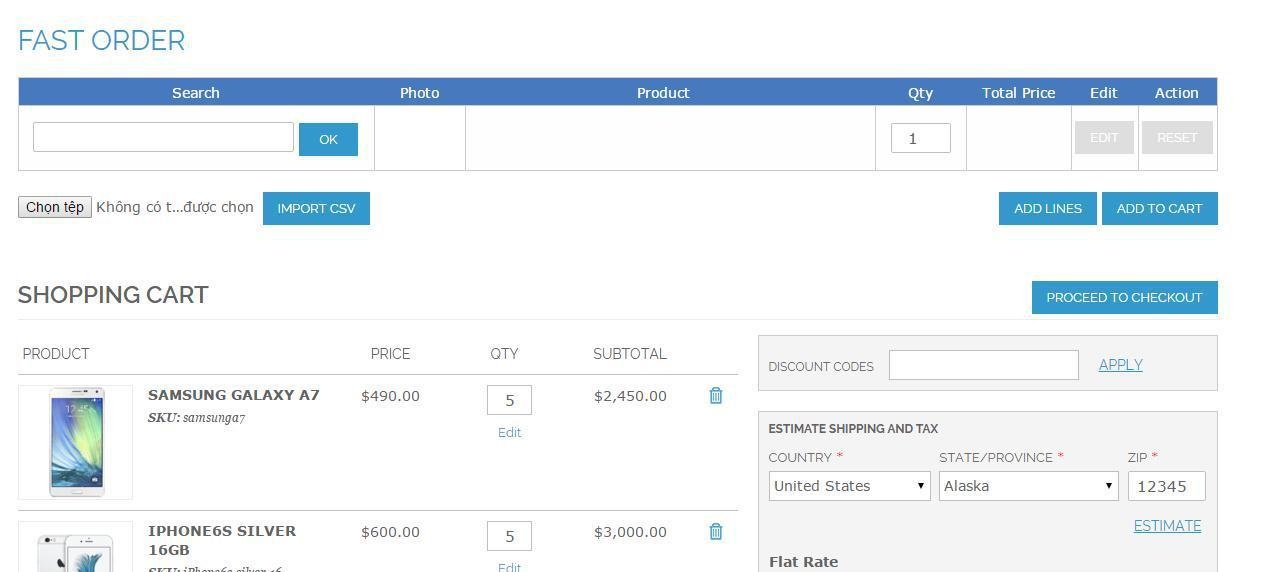 FAST ORDER
Search Photo Product Qty Total Price Edit Action
OK 1 EDIT RESET
Chọn tệp Không có t...được chọn IMPORT CSV ADD LINES ADD TO CART
SHOPPING CART PROCEED TO CHECKOUT
PRODUCT PRICE QTY SUBTOTAL
SAMSUNG GALAXY A7 $490.00 5 $2,450.00
SKU: samsunga7
Edit
IPHONE6S SILVER 16GB $600.00 5 $3,000.00
SKU:
Edit
DISCOUNT CODES APPLY
ESTIMATE SHIPPING AND TAX
COUNTRY * STATE/PROVINCE * ZIP *
United States Alaska 12345
ESTIMATE
Flat Rate